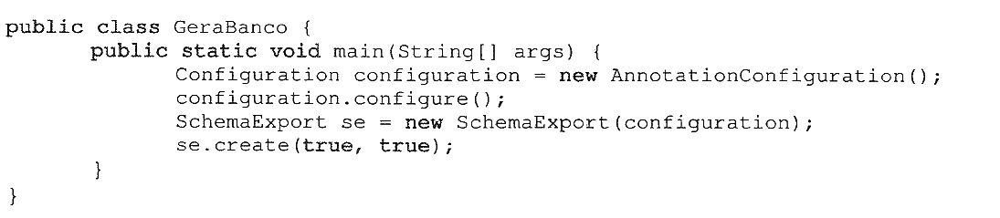 public class GeraBanco {
public static void main(String[] args) {
Configuration configuration = new AnnotationConfiguration();
configuration.configure();
SchemaExport se = new SchemaExport(configuration);
se.create(true, true);
}
}